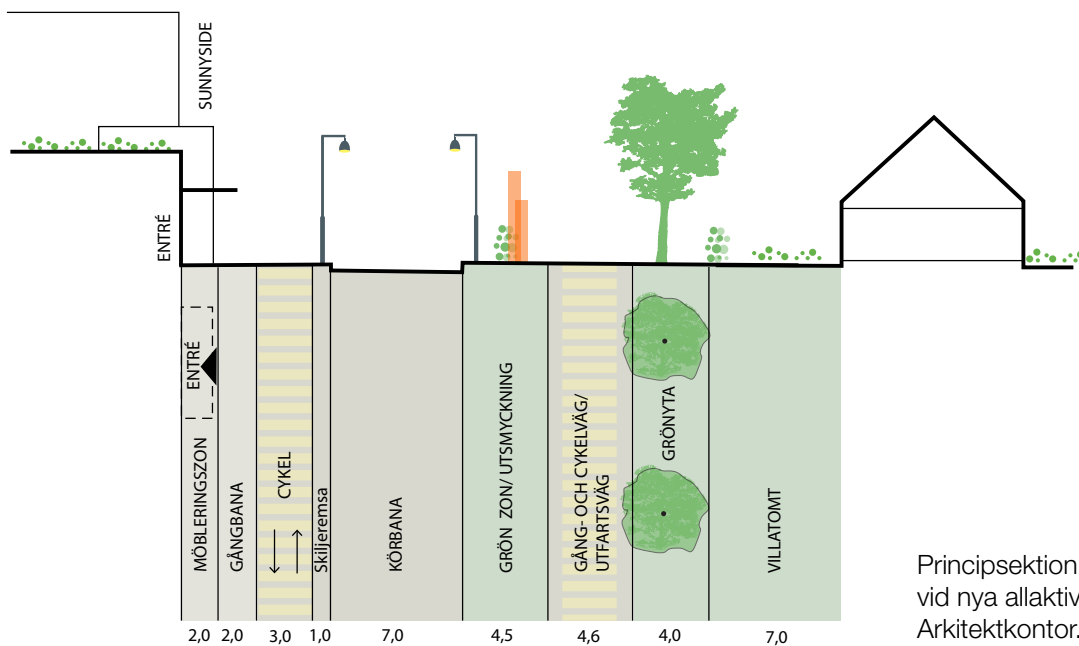 SUNNYSIDE
ENTRÉ
ENTRÉ
MÖBLERINGSZON
GÅNGBANA
CYKEL
Skiljeremsa
KÖRBANA
GRÖN ZON/ UTSMYCKNING
GÅNG- OCH CYKELVÄG/
UTFARTSVÄG
GRÖNYTA
VILLATOMT
2,0 2,0 3,0 1,0 7,0 4,5 4,6 4,0 7,0
Principsektion
vid nya allaktiv
Arkitektkontor.